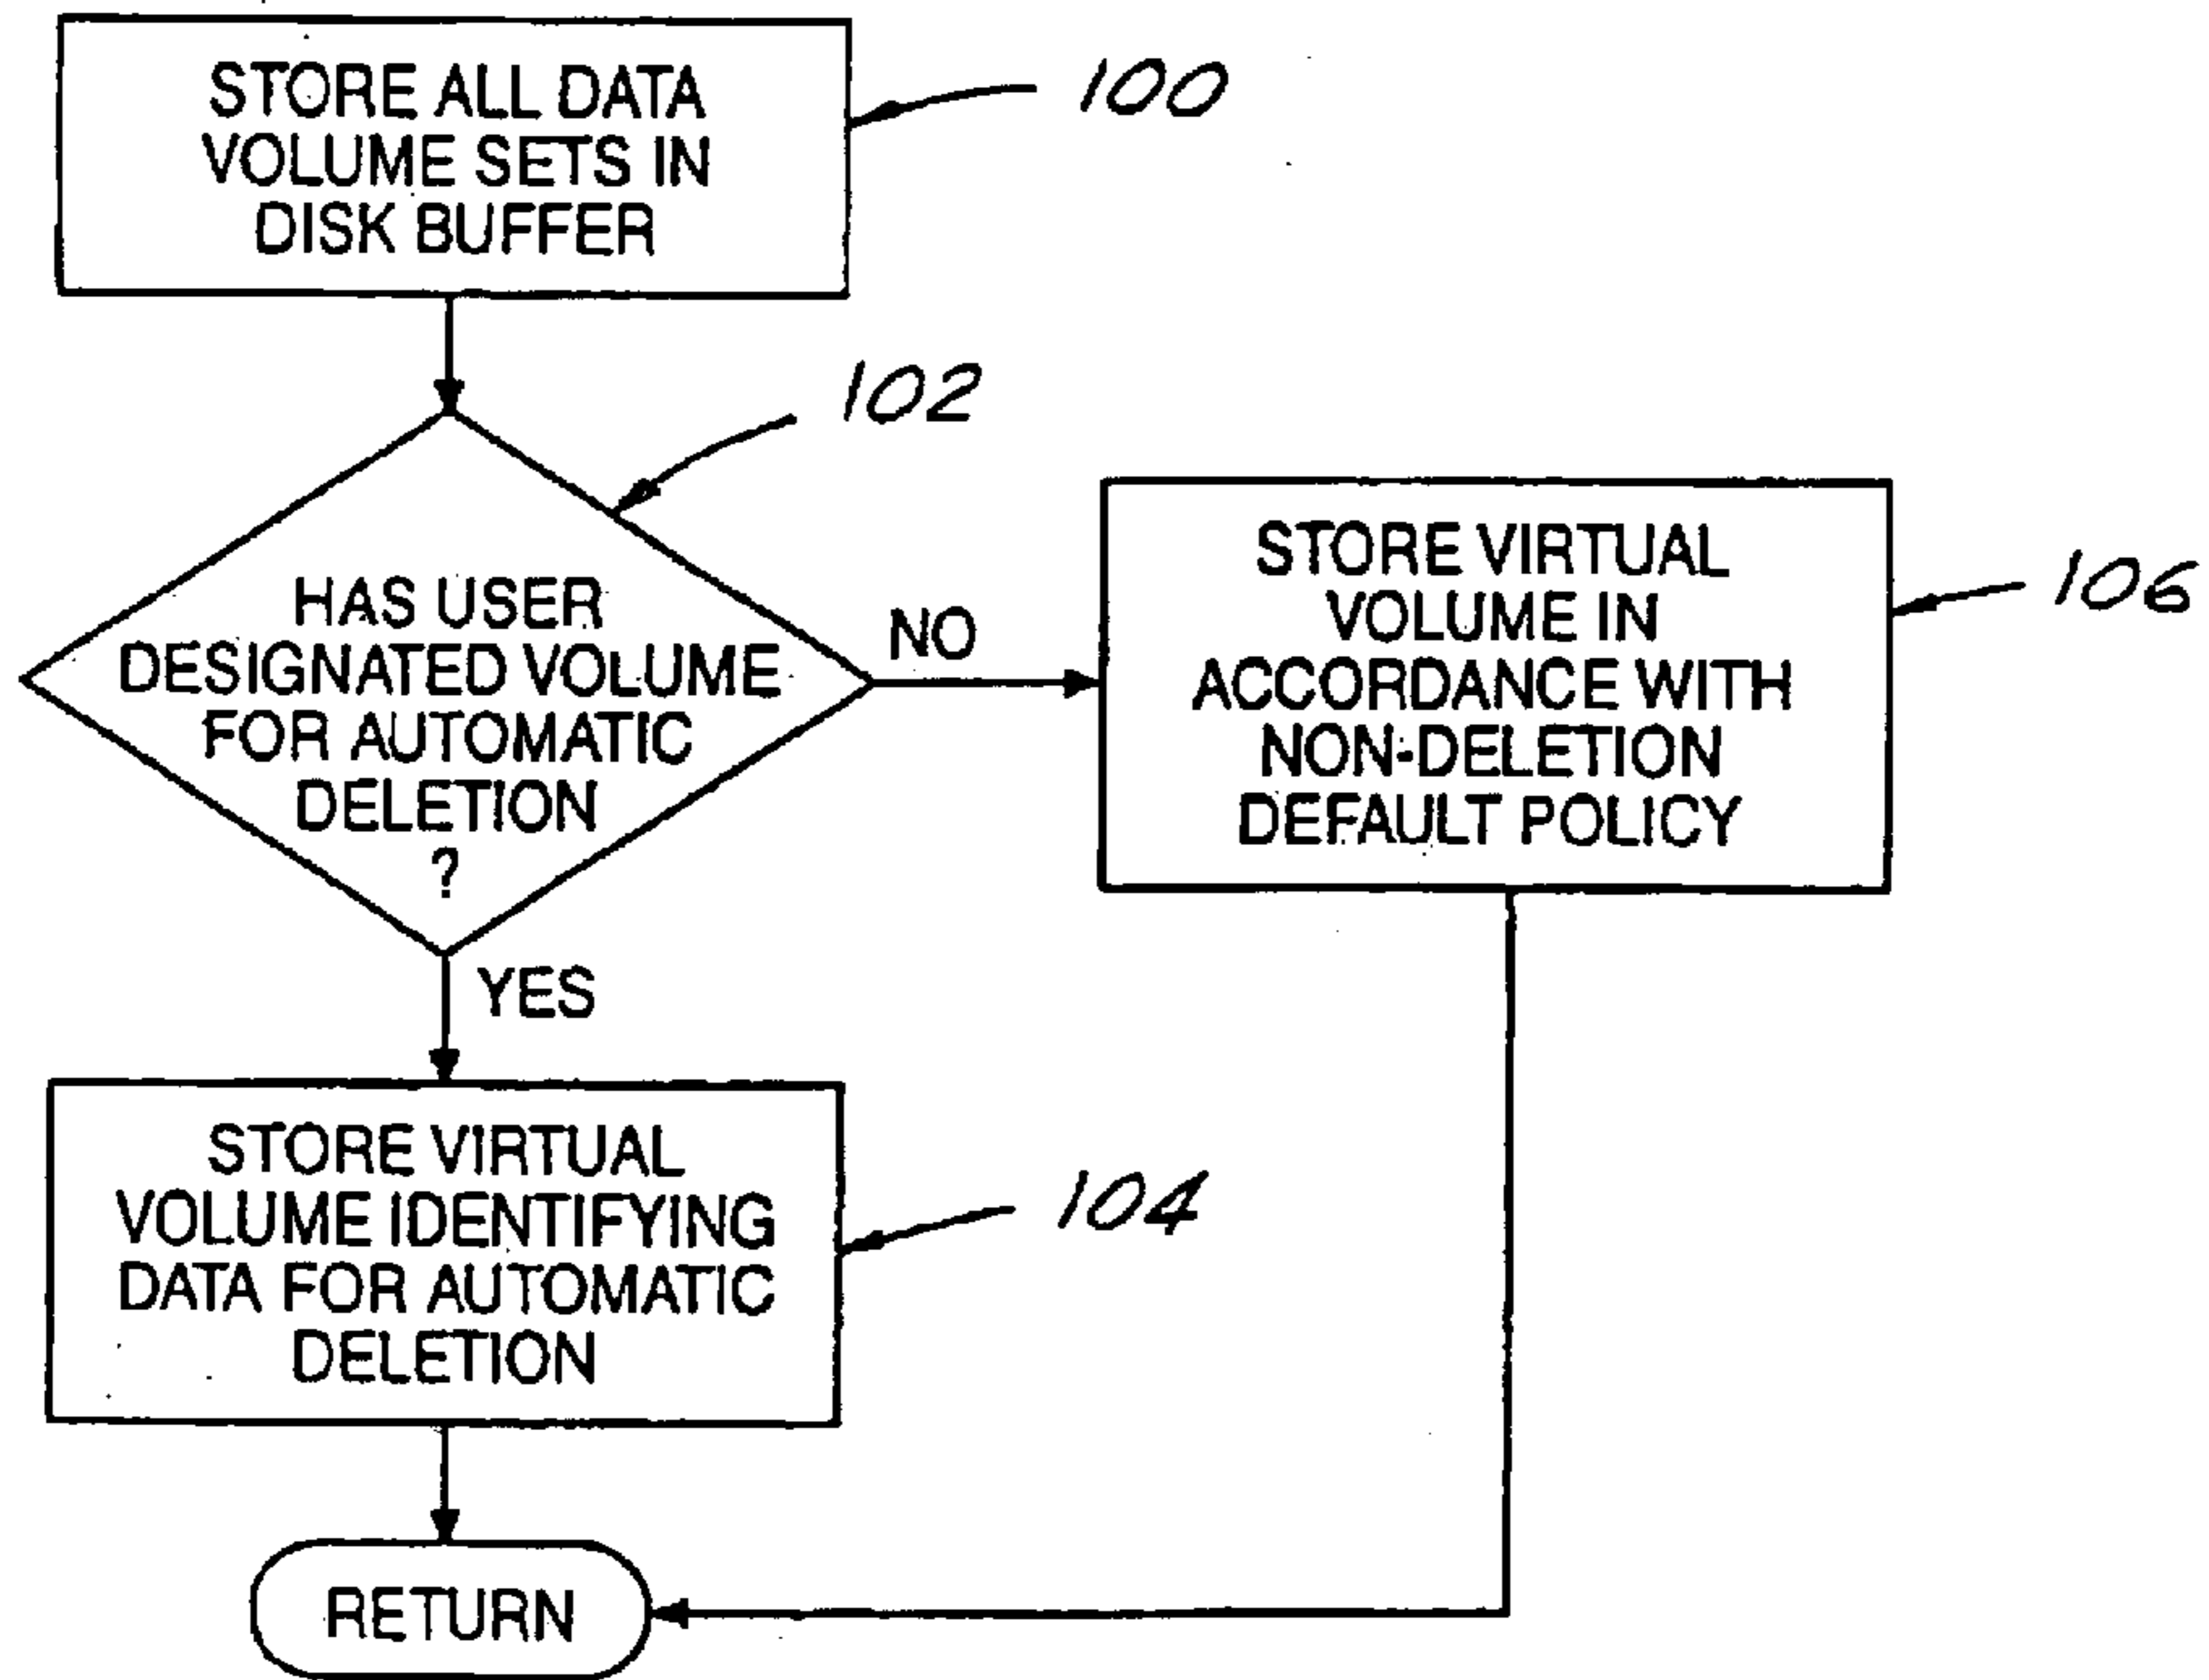 STORE ALL DATA
VOLUME SETS IN
DISK BUFFER
100
102
HAS USER
DESIGNATED VOLUME
FOR AUTOMATIC
DELETION
?
NO
STORE VIRTUAL
VOLUME IN
ACCORDANCE WITH
NON-DELETION
DEFAULT POLICY
106
YES
STORE VIRTUAL
VOLUME IDENTIFYING
DATA FOR AUTOMATIC
DELETION
104
RETURN